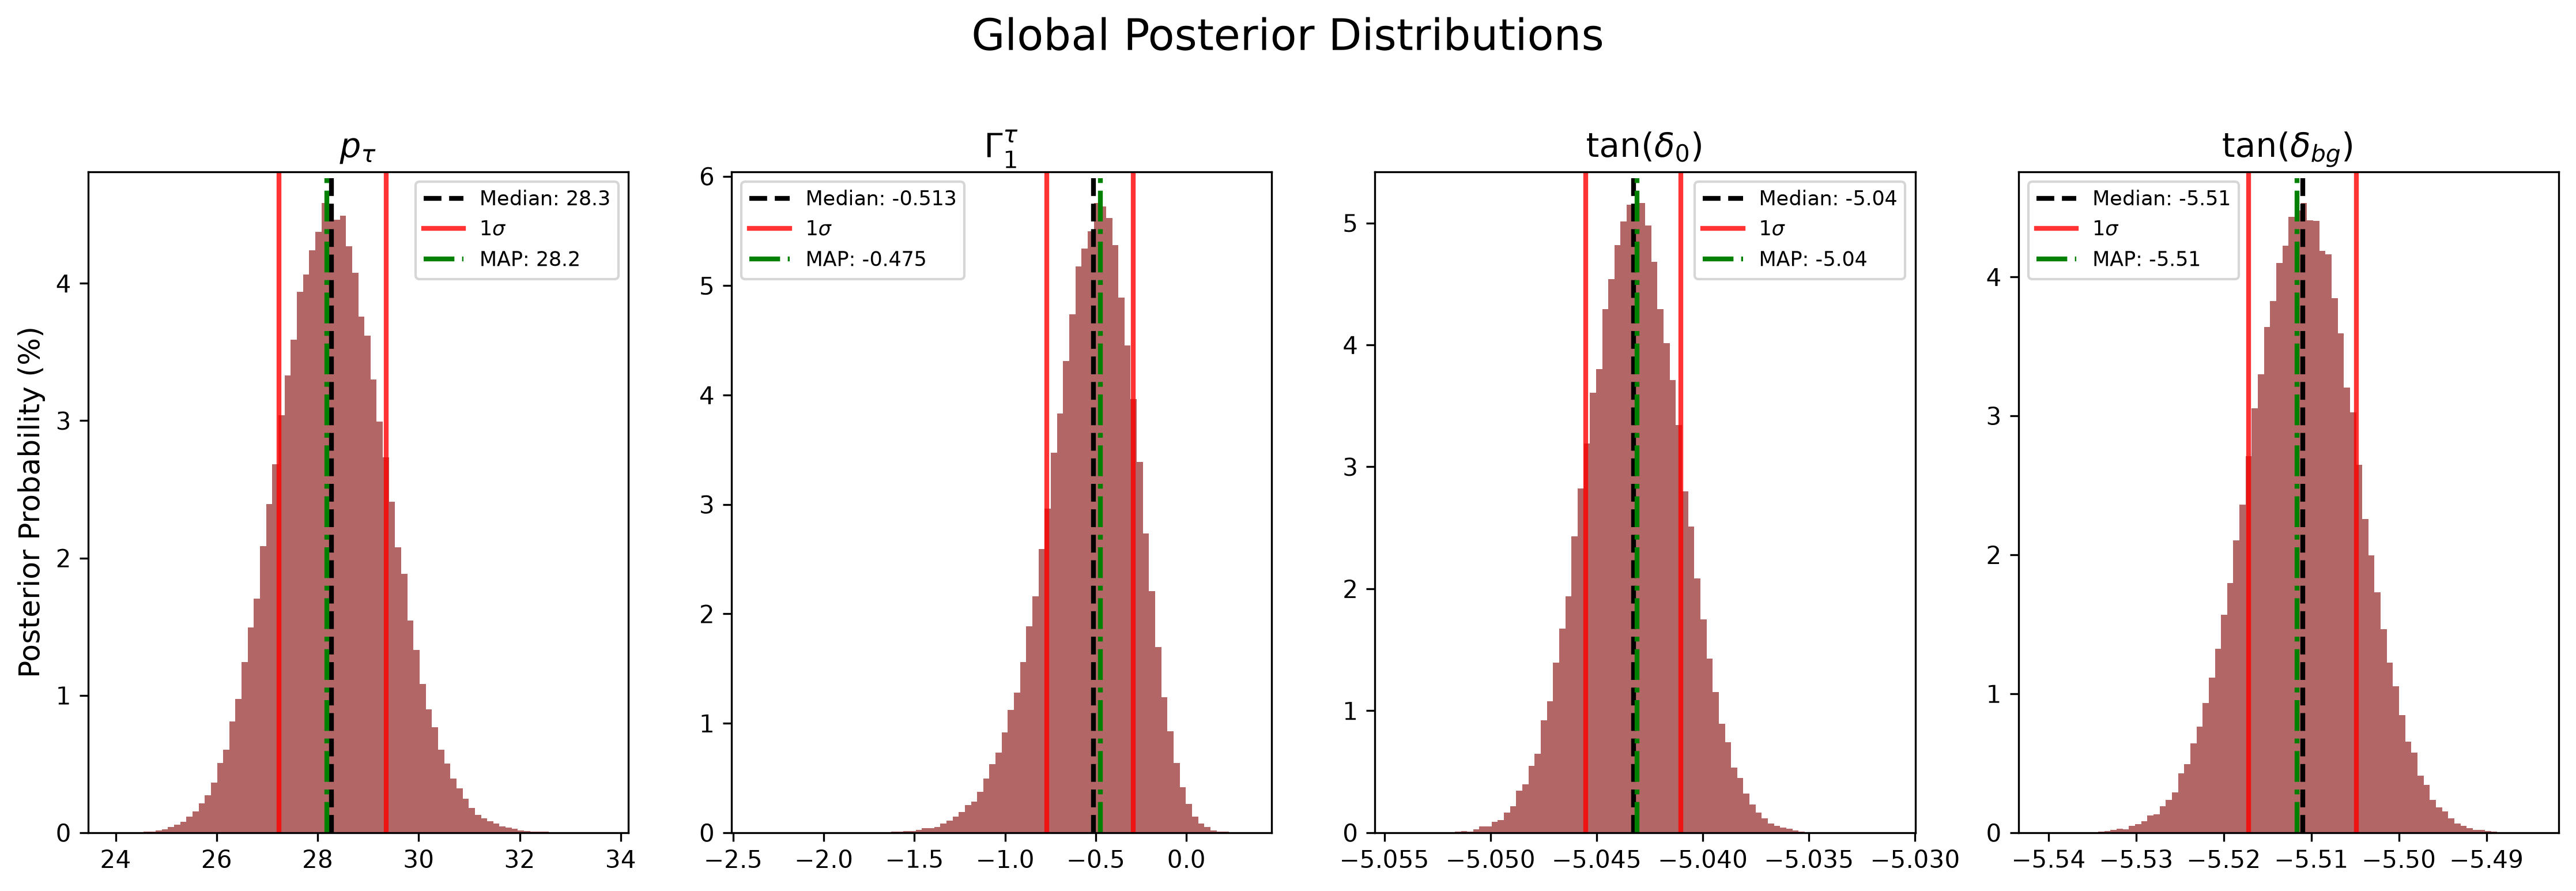 Global Posterior Distributions
p_τ
Posterior Probability (%)
4
3
2
1
0
24 26 28 30 32 34
Median: 28.3
1σ
MAP: 28.2
Γ₁^τ
6
5
4
3
2
1
0
−2.5 −2.0 −1.5 −1.0 −0.5 0.0
Median: -0.513
1σ
MAP: -0.475
tan(δ₀)
5
4
3
2
1
0
−5.055 −5.050 −5.045 −5.040 −5.035 −5.030
Median: -5.04
1σ
MAP: -5.04
tan(δ_bg)
4
3
2
1
0
−5.54 −5.53 −5.52 −5.51 −5.50 −5.49
Median: -5.51
1σ
MAP: -5.51